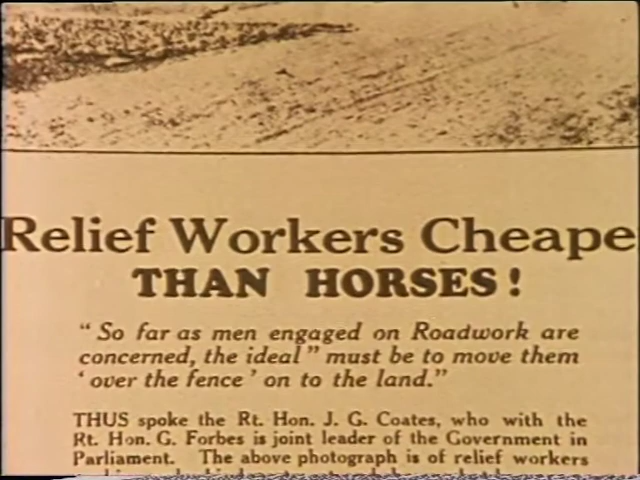 Relief Workers Cheape
THAN HORSES!
"So far as men engaged on Roadwork are
concerned, the ideal" must be to move them
'over the fence' on to the land."
THUS spoke the Rt. Hon. J. G. Coates, who with the
Rt. Hon. G. Forbes is joint leader of the Government in
Parliament. The above photograph is of relief workers